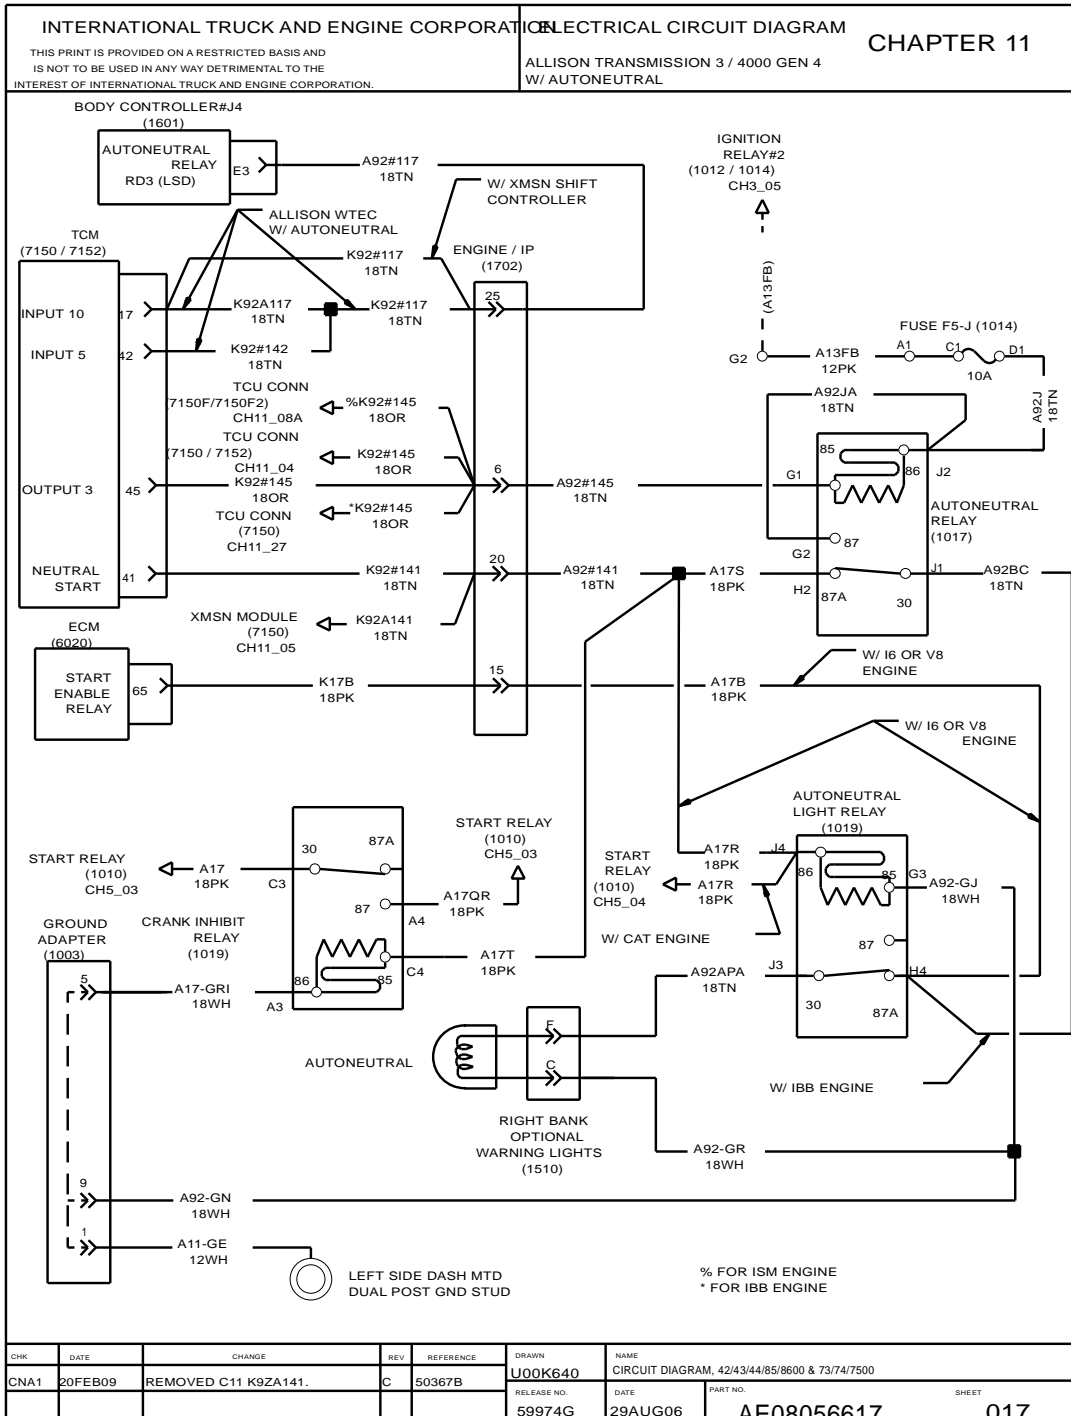 INTERNATIONAL TRUCK AND ENGINE CORPORATION
THIS PRINT IS PROVIDED ON A RESTRICTED BASIS AND
IS NOT TO BE USED IN ANY WAY DETRIMENTAL TO THE
INTEREST OF INTERNATIONAL TRUCK AND ENGINE CORPORATION.
ELECTRICAL CIRCUIT DIAGRAM
ALLISON TRANSMISSION 3 / 4000 GEN 4
W/ AUTONEUTRAL
CHAPTER 11
BODY CONTROLLER#J4
(1601)
AUTONEUTRAL
RELAY
RD3 (LSD)
E3
A92#117
18TN
W/ XMSN SHIFT
CONTROLLER
IGNITION
RELAY#2
(1012 / 1014)
CH3_05
(A13FB)
ALLISON WTEC
W/ AUTONEUTRAL
TCM
(7150 / 7152)
K92#117
18TN
ENGINE / IP
(1702)
INPUT 10
17
K92A117
18TN
K92#117
18TN
25
INPUT 5
42
K92#142
18TN
FUSE F5-J (1014)
G2
A13FB
12PK
A1
C1
D1
10A
A92J
18TN
TCU CONN
(7150F/7150F2)
CH11_08A
%K92#145
18OR
TCU CONN
(7150 / 7152)
CH11_04
K92#145
18OR
OUTPUT 3
45
K92#145
18OR
6
A92#145
18TN
TCU CONN
(7150)
CH11_27
*K92#145
18OR
A92JA
18TN
85
86
J2
G1
G2
87
AUTONEUTRAL
RELAY
(1017)
NEUTRAL
START
41
K92#141
18TN
20
A92#141
18TN
A17S
18PK
H2
87A
30
J1
A92BC
18TN
XMSN MODULE
(7150)
CH11_05
K92A141
18TN
ECM
(6020)
START
ENABLE
RELAY
65
K17B
18PK
15
A17B
18PK
W/ I6 OR V8
ENGINE
W/ I6 OR V8
ENGINE
START RELAY
(1010)
CH5_03
A17
18PK
30
C3
87A
87
A4
START RELAY
(1010)
CH5_03
A17QR
18PK
A17T
18PK
C4
85
86
A3
CRANK INHIBIT
RELAY
(1019)
AUTONEUTRAL
LIGHT RELAY
(1019)
START
RELAY
(1010)
CH5_04
A17R
18PK
J4
A17R
18PK
W/ CAT ENGINE
86
85
G3
A92-GJ
18WH
87
A92APA
18TN
J3
30
87A
H4
W/ IBB ENGINE
GROUND
ADAPTER
(1003)
5
A17-GRI
18WH
AUTONEUTRAL
F
C
RIGHT BANK
OPTIONAL
WARNING LIGHTS
(1510)
A92-GR
18WH
9
A92-GN
18WH
1
A11-GE
12WH
LEFT SIDE DASH MTD
DUAL POST GND STUD
% FOR ISM ENGINE
* FOR IBB ENGINE
CHK DATE CHANGE REV REFERENCE
CNA1 20FEB09 REMOVED C11 K9ZA141. C 50367B
DRAWN
U00K640
NAME
CIRCUIT DIAGRAM, 42/43/44/85/8600 & 73/74/7500
RELEASE NO.
59974G
DATE
29AUG06
PART NO.
AE08056617
SHEET
017